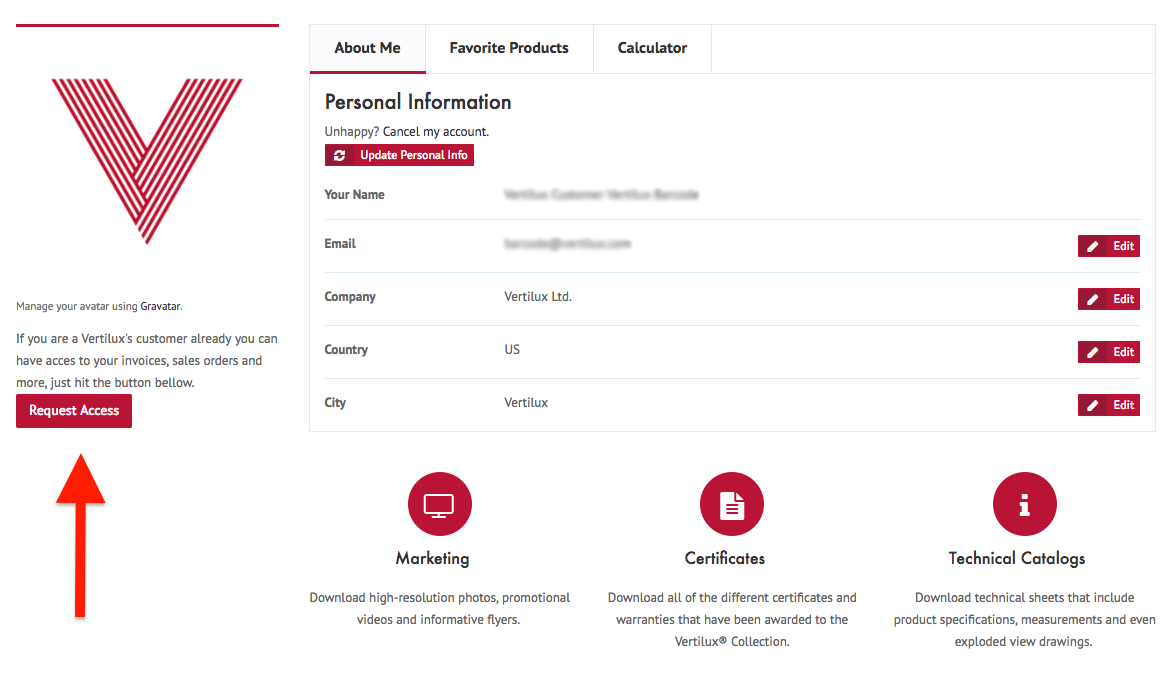 Manage your avatar using Gravatar.
If you are a Vertilux's customer already you can
have acces to your invoices, sales orders and
more, just hit the button bellow.
Request Access
About Me
Favorite Products
Calculator
Personal Information
Unhappy? Cancel my account.
Update Personal Info
Your Name
Email
Edit
Company
Vertilux Ltd.
Edit
Country
US
Edit
City
Vertilux
Edit
Marketing
Download high-resolution photos, promotional
videos and informative flyers.
Certificates
Download all of the different certificates and
warranties that have been awarded to the
Vertilux® Collection.
Technical Catalogs
Download technical sheets that include
product specifications, measurements and even
exploded view drawings.